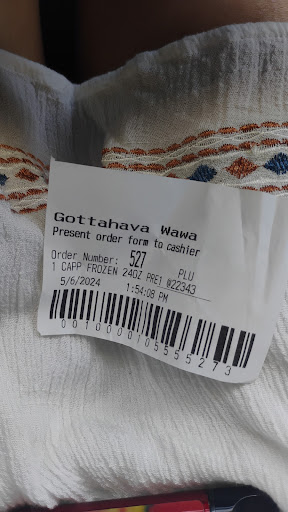 Gottahava Wawa
Present order form to cashier
Order Number: 527
PLU
1 CAPP FROZEN 24OZ PRE1 #22343
5/6/2024 1:54:08 PM
0010000105555273